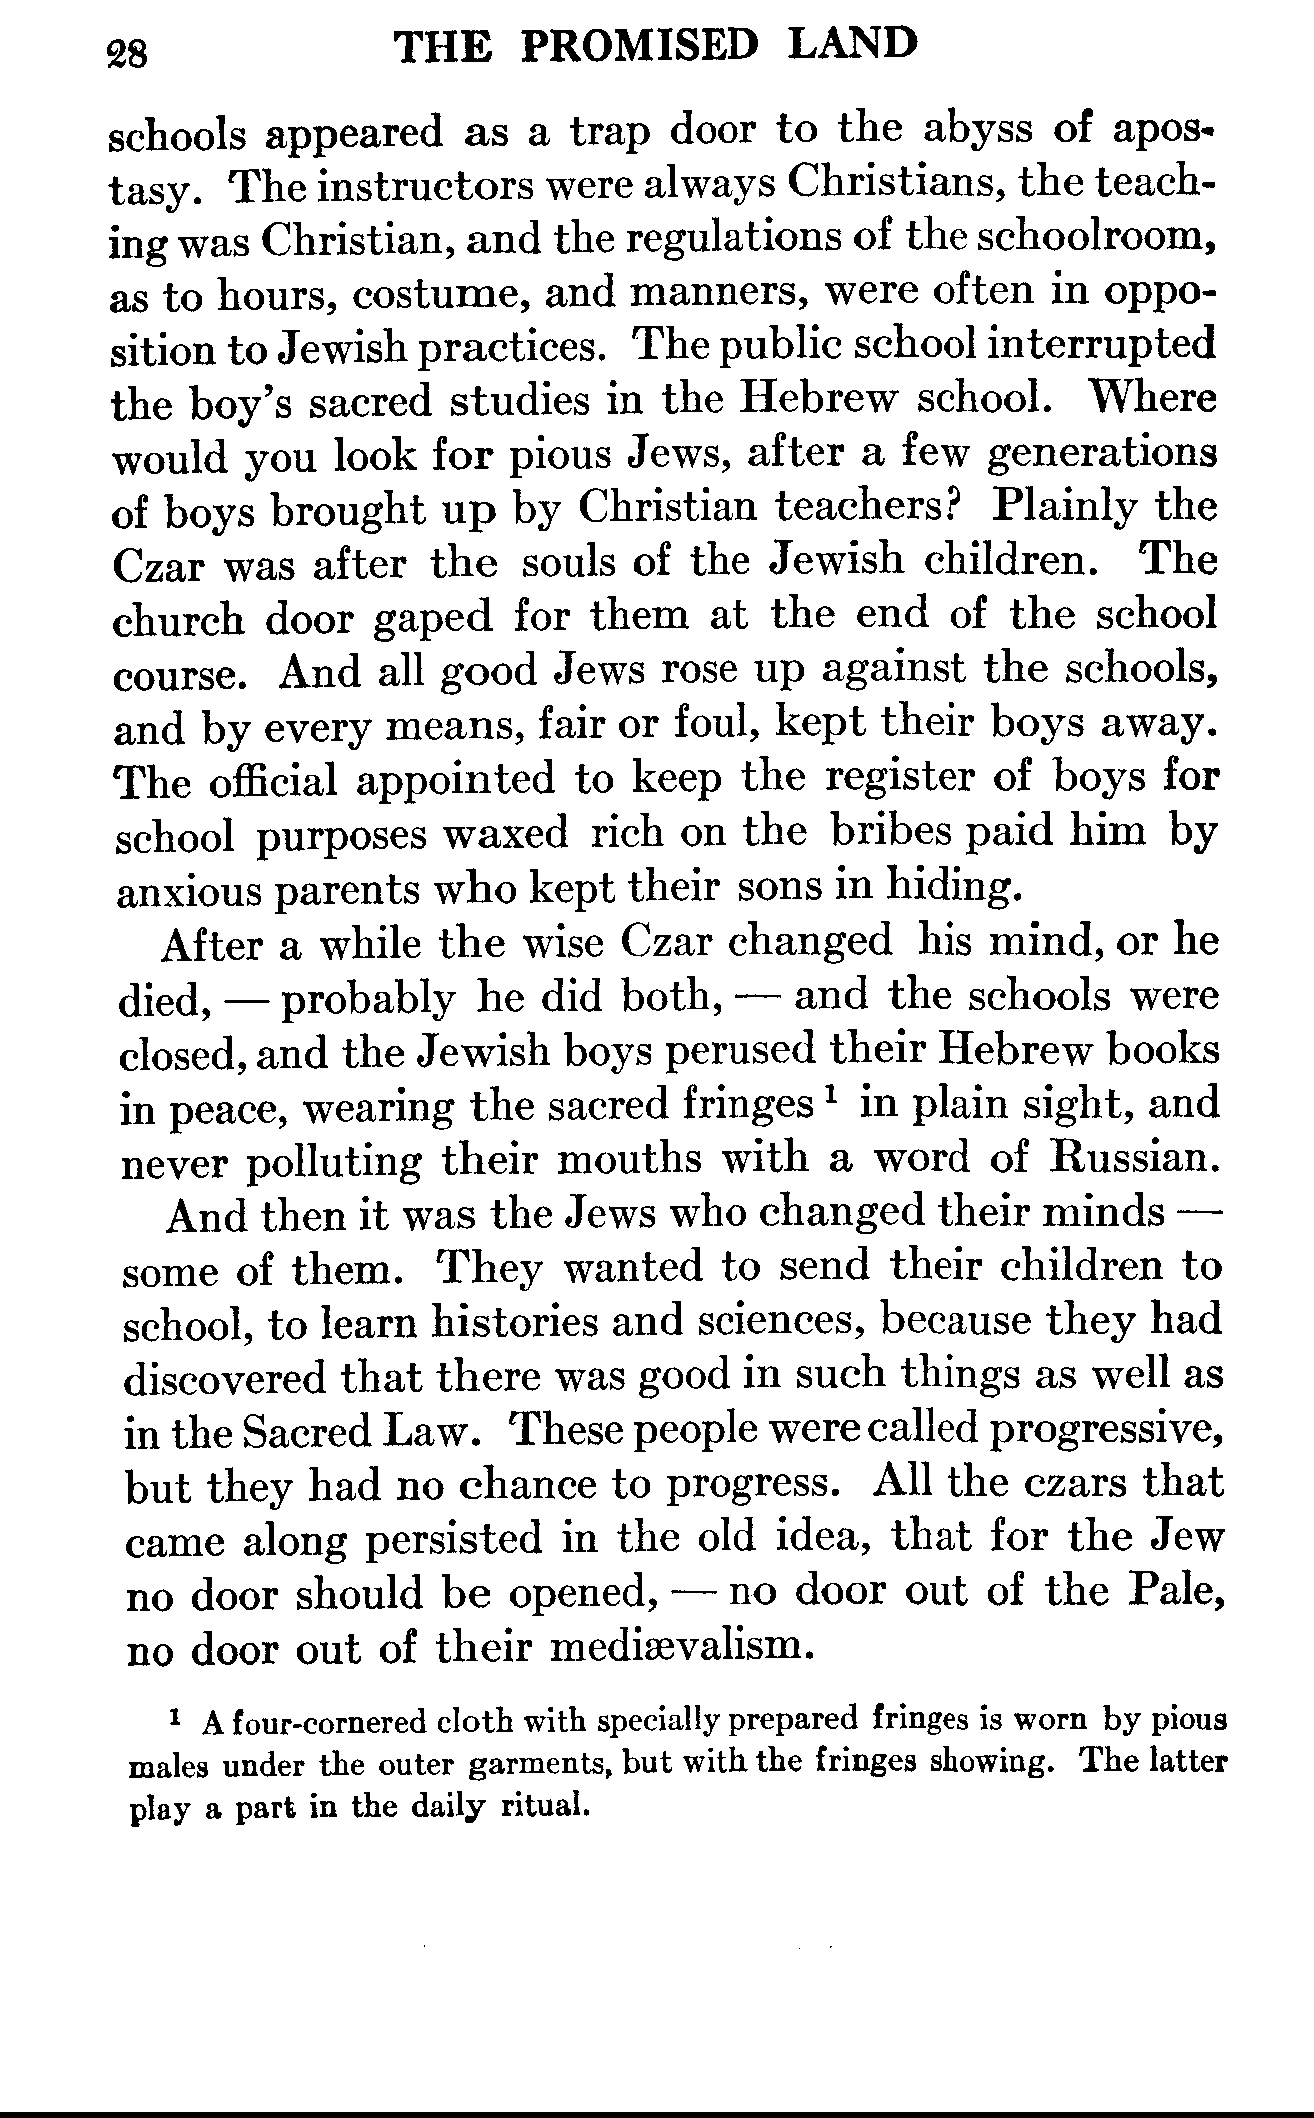 28 THE PROMISED LAND
schools appeared as a trap door to the abyss of apos-
tasy. The instructors were always Christians, the teach-
ing was Christian, and the regulations of the schoolroom,
as to hours, costume, and manners, were often in oppo-
sition to Jewish practices. The public school interrupted
the boy's sacred studies in the Hebrew school. Where
would you look for pious Jews, after a few generations
of boys brought up by Christian teachers? Plainly the
Czar was after the souls of the Jewish children. The
church door gaped for them at the end of the school
course. And all good Jews rose up against the schools,
and by every means, fair or foul, kept their boys away.
The official appointed to keep the register of boys for
school purposes waxed rich on the bribes paid him by
anxious parents who kept their sons in hiding.
After a while the wise Czar changed his mind, or he
died, — probably he did both, — and the schools were
closed, and the Jewish boys perused their Hebrew books
in peace, wearing the sacred fringes ¹ in plain sight, and
never polluting their mouths with a word of Russian.
And then it was the Jews who changed their minds —
some of them. They wanted to send their children to
school, to learn histories and sciences, because they had
discovered that there was good in such things as well as
in the Sacred Law. These people were called progressive,
but they had no chance to progress. All the czars that
came along persisted in the old idea, that for the Jew
no door should be opened, — no door out of the Pale,
no door out of their mediævalism.
¹ A four-cornered cloth with specially prepared fringes is worn by pious
males under the outer garments, but with the fringes showing. The latter
play a part in the daily ritual.